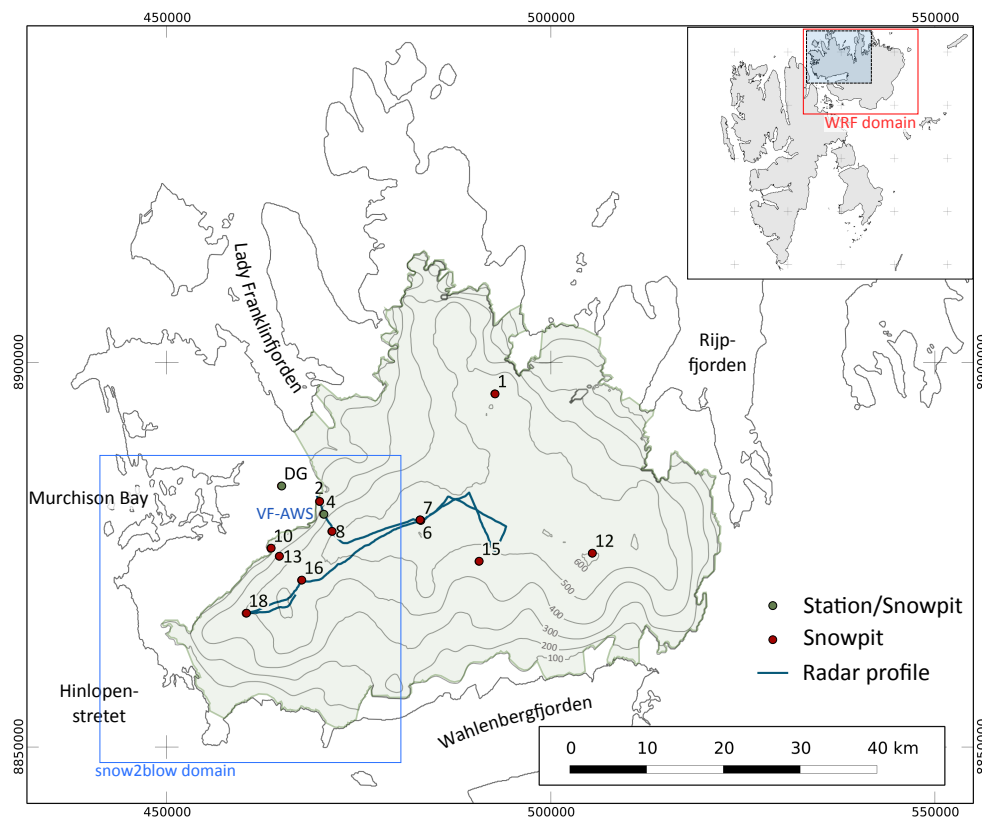 450000
500000
550000
WRF domain
Lady Franklinfjorden
Rijp-
fjorden
8900000
8900000
1
DG
Murchison Bay
2
4
VF-AWS
7
8
6
10
12
13
15
600
16
500
18
400
300
200
100
Station/Snowpit
Snowpit
Radar profile
Hinlopen-
stretet
Wahlenbergfjorden
8850000
8850000
snow2blow domain
0 10 20 30 40 km
450000
500000
550000